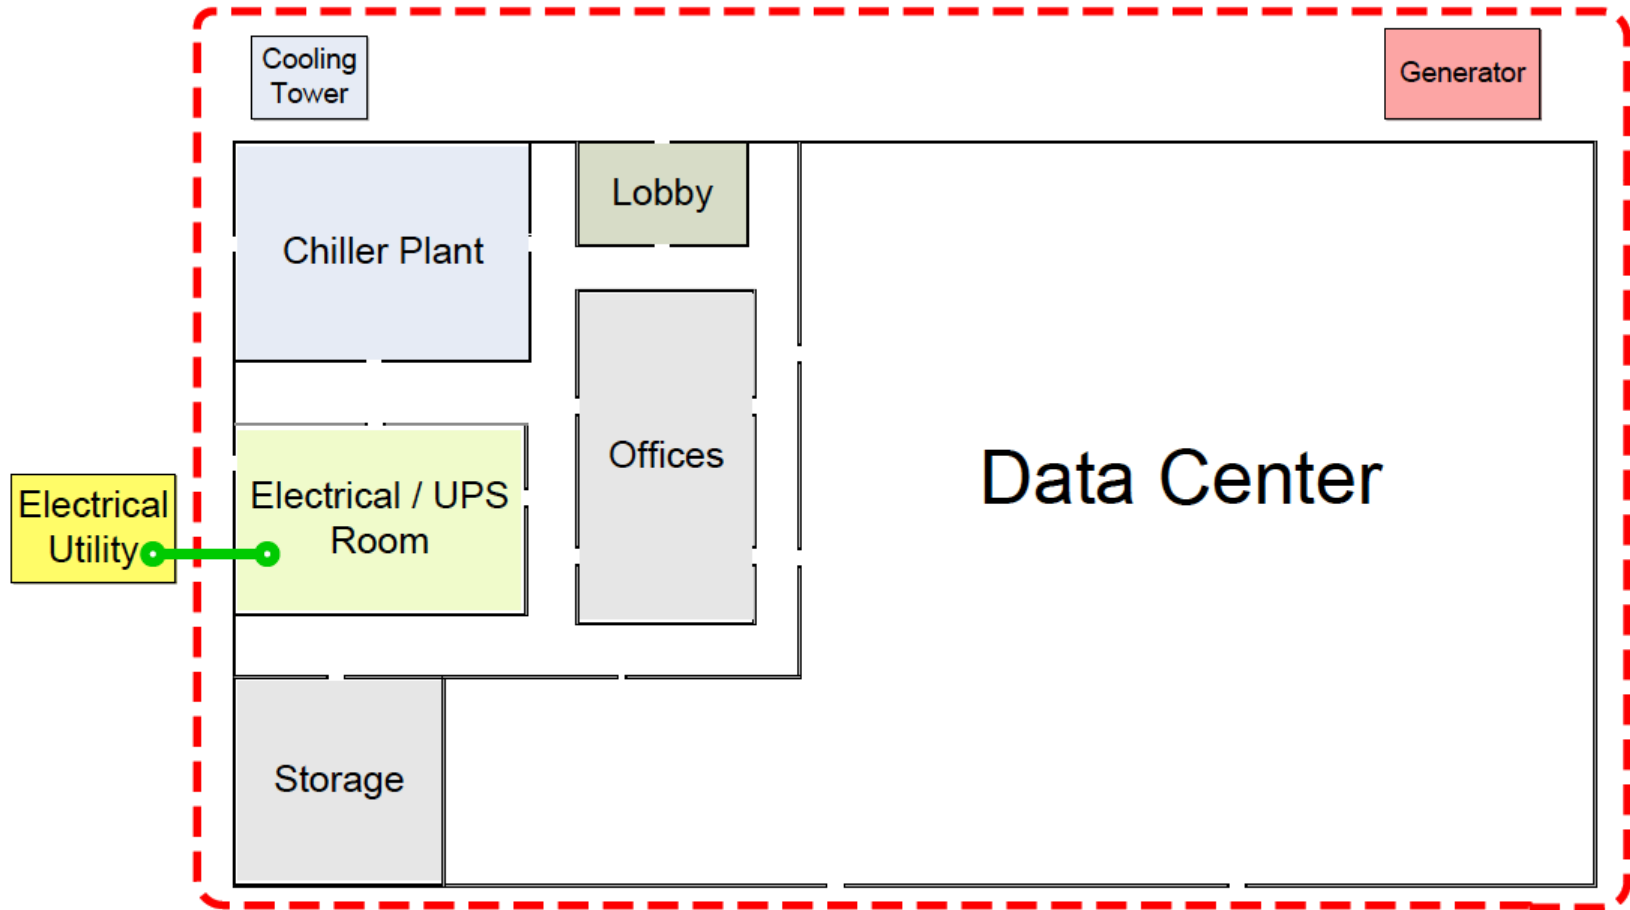 Cooling
Tower
Generator
Lobby
Chiller Plant
Offices
Data Center
Electrical / UPS
Room
Electrical
Utility
Storage